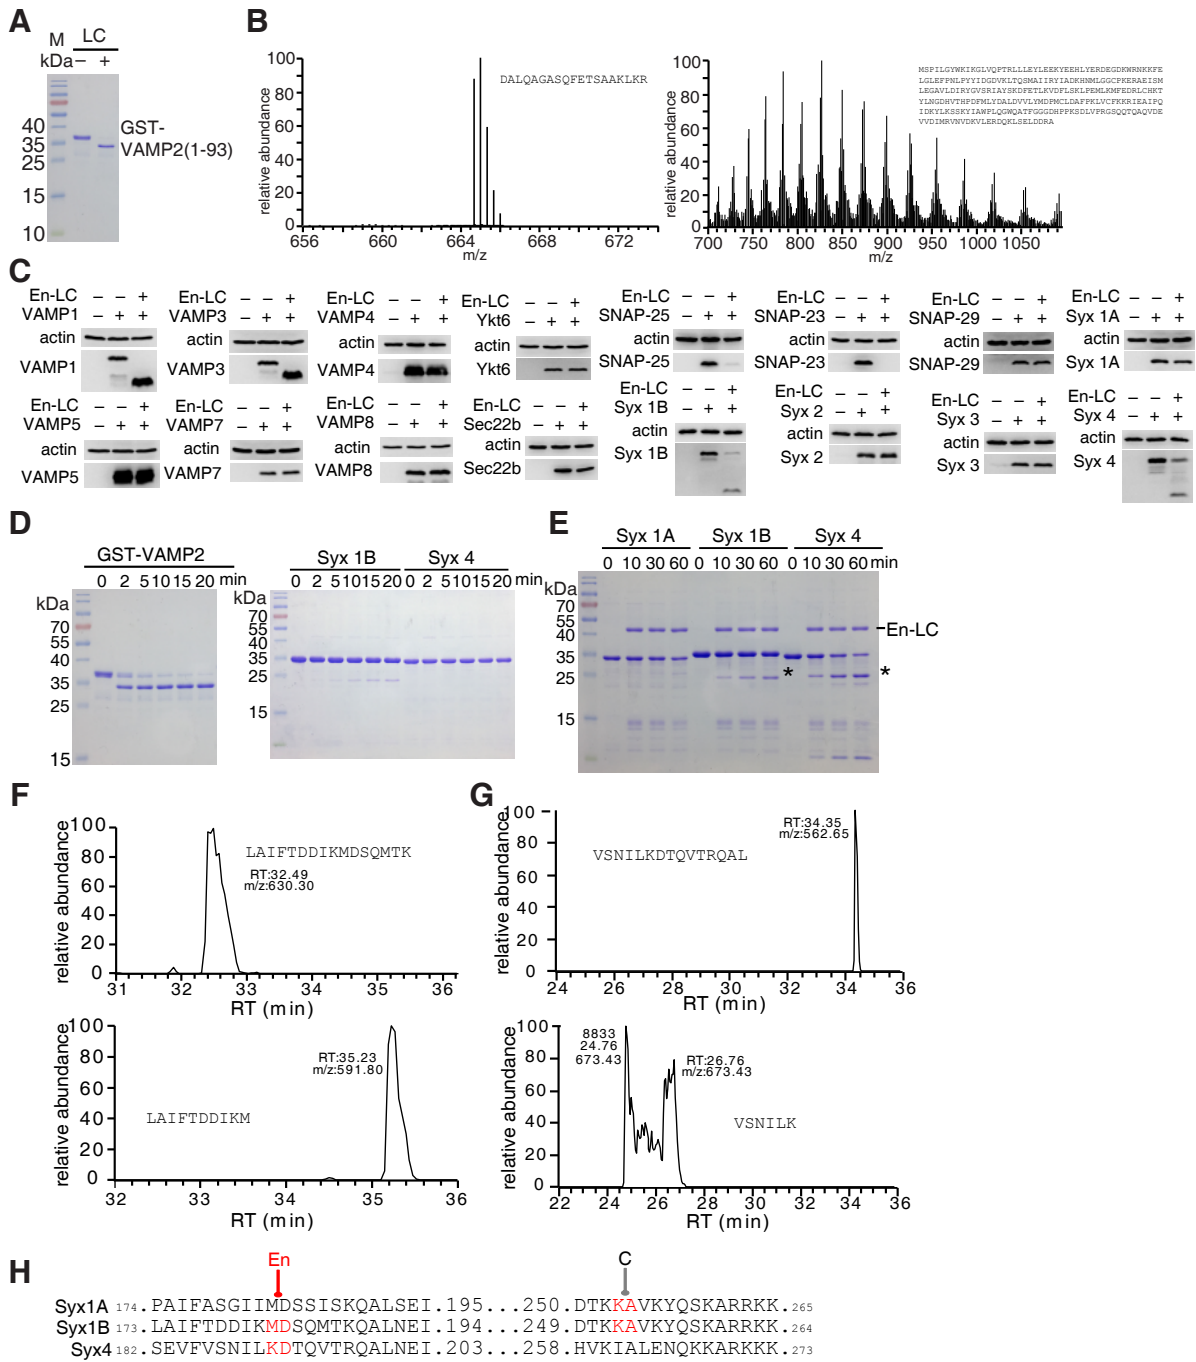 A
M
LC
kDa
–
+
40
35
25
15
10
GST-
VAMP2(1-93)
B
relative abundance
100
80
60
40
20
0
656
660
664
668
672
m/z
DALQAGASQFETSAAKLKR
relative abundance
100
80
60
40
20
0
700
750
800
850
900
950
1000
1050
m/z
C
En-LC – – +
VAMP1 – + +
actin
VAMP1
En-LC – – +
VAMP3 – + +
actin
VAMP3
En-LC – – +
VAMP4 – + +
actin
VAMP4
En-LC – – +
Ykt6 – + +
actin
Ykt6
En-LC – – +
SNAP-25 – + +
actin
SNAP-25
En-LC – – +
SNAP-23 – + +
actin
SNAP-23
En-LC – – +
SNAP-29 – + +
actin
SNAP-29
En-LC – – +
Syx 1A – + +
actin
Syx 1A
En-LC – – +
VAMP5 – + +
actin
VAMP5
En-LC – – +
VAMP7 – + +
actin
VAMP7
En-LC – – +
VAMP8 – + +
actin
VAMP8
En-LC – – +
Sec22b – + +
actin
Sec22b
En-LC – – +
Syx 1B – + +
actin
Syx 1B
En-LC – – +
Syx 2 – + +
actin
Syx 2
En-LC – – +
Syx 3 – + +
actin
Syx 3
En-LC – – +
Syx 4 – + +
actin
Syx 4
D
GST-VAMP2
0 2 5 10 15 20 min
kDa
70
55
40
35
25
15
Syx 1B Syx 4
0 2 5 10 15 20 0 2 5 10 15 20 min
kDa
70
55
40
35
25
15
E
Syx 1A Syx 1B Syx 4
0 10 30 60 0 10 30 60 0 10 30 60 min
kDa
70
55
40
35
25
15
En-LC
*
*
F
relative abundance
100
80
60
40
20
0
LAIFTDDIKMDSQMTK
RT:32.49
m/z:630.30
31 32 33 34 35 36
RT (min)
relative abundance
100
80
60
40
20
0
RT:35.23
m/z:591.80
LAIFTDDIKM
32 33 34 35 36
RT (min)
G
relative abundance
100
80
60
40
20
0
RT:34.35
m/z:562.65
VSNILKDTQVTRQAL
24 26 28 30 32 34 36
RT (min)
relative abundance
100
80
60
40
20
0
8833
24.76
673.43
RT:26.76
m/z:673.43
VSNILK
22 24 26 28 30 32 34 36
RT (min)
H
En
C
Syx1A 174.PAIFASGIIMDSSISKQALSEI.195...250.DTKKAVKYQSKARRKK.265
Syx1B 173.LAIFTDDIKMDSQMTKQALNEI.194...249.DTKKAVKYQSKARRKK.264
Syx4 182.SEVFVSNILKDTQVTRQALNEI.203...258.HVKIALENQKKARKKK.273